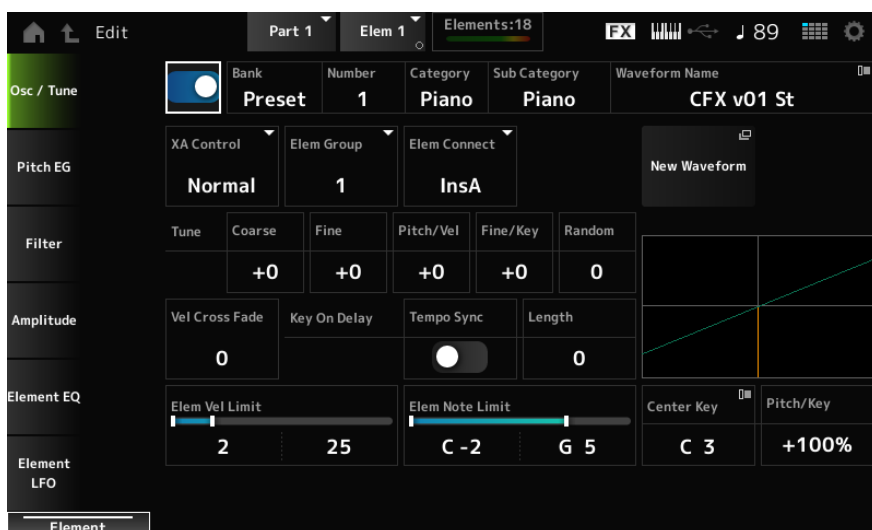 Edit
Part 1
Elem 1
Elements:18
FX
♩ 89
Osc / Tune
Pitch EG
Filter
Amplitude
Element EQ
Element
LFO
Element
Bank
Preset
Number
1
Category
Piano
Sub Category
Piano
Waveform Name
CFX v01 St
XA Control
Normal
Elem Group
1
Elem Connect
InsA
New Waveform
Tune
Coarse
+0
Fine
+0
Pitch/Vel
+0
Fine/Key
+0
Random
0
Vel Cross Fade
0
Key On Delay
Tempo Sync
Length
0
Elem Vel Limit
2
25
Elem Note Limit
C -2
G 5
Center Key
C 3
Pitch/Key
+100%